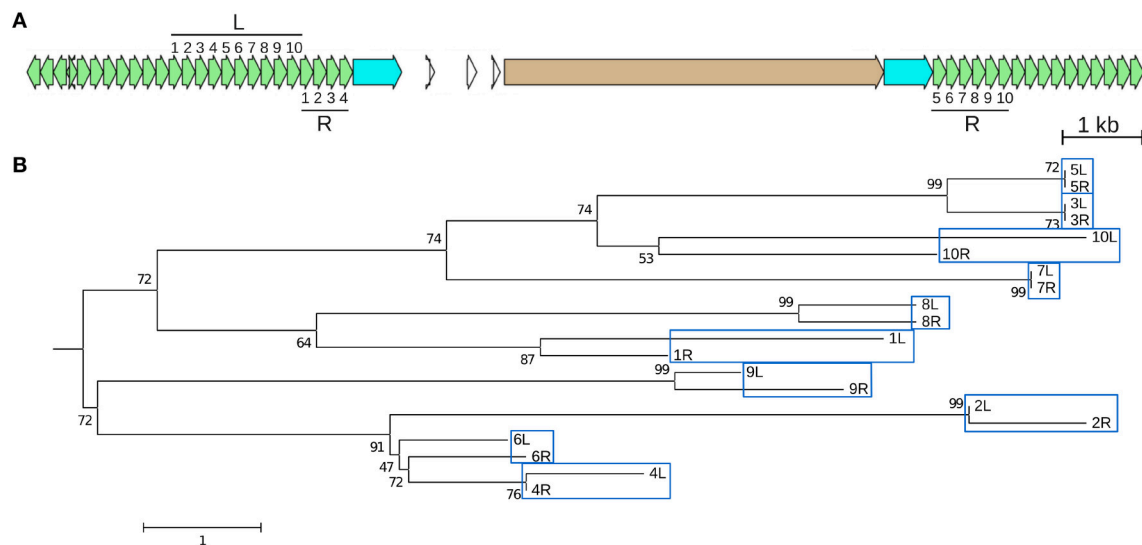 A
L
1 2 3 4 5 6 7 8 9 10
1 2 3 4
R
5 6 7 8 9 10
R
1 kb
B
72
5L
99
5R
3L
74
73
3R
10L
74
53
10R
7L
72
99
7R
99
8L
8R
64
1L
87
1R
99
9L
9R
72
99
2L
2R
91
6L
47
6R
72
4L
76
4R
1